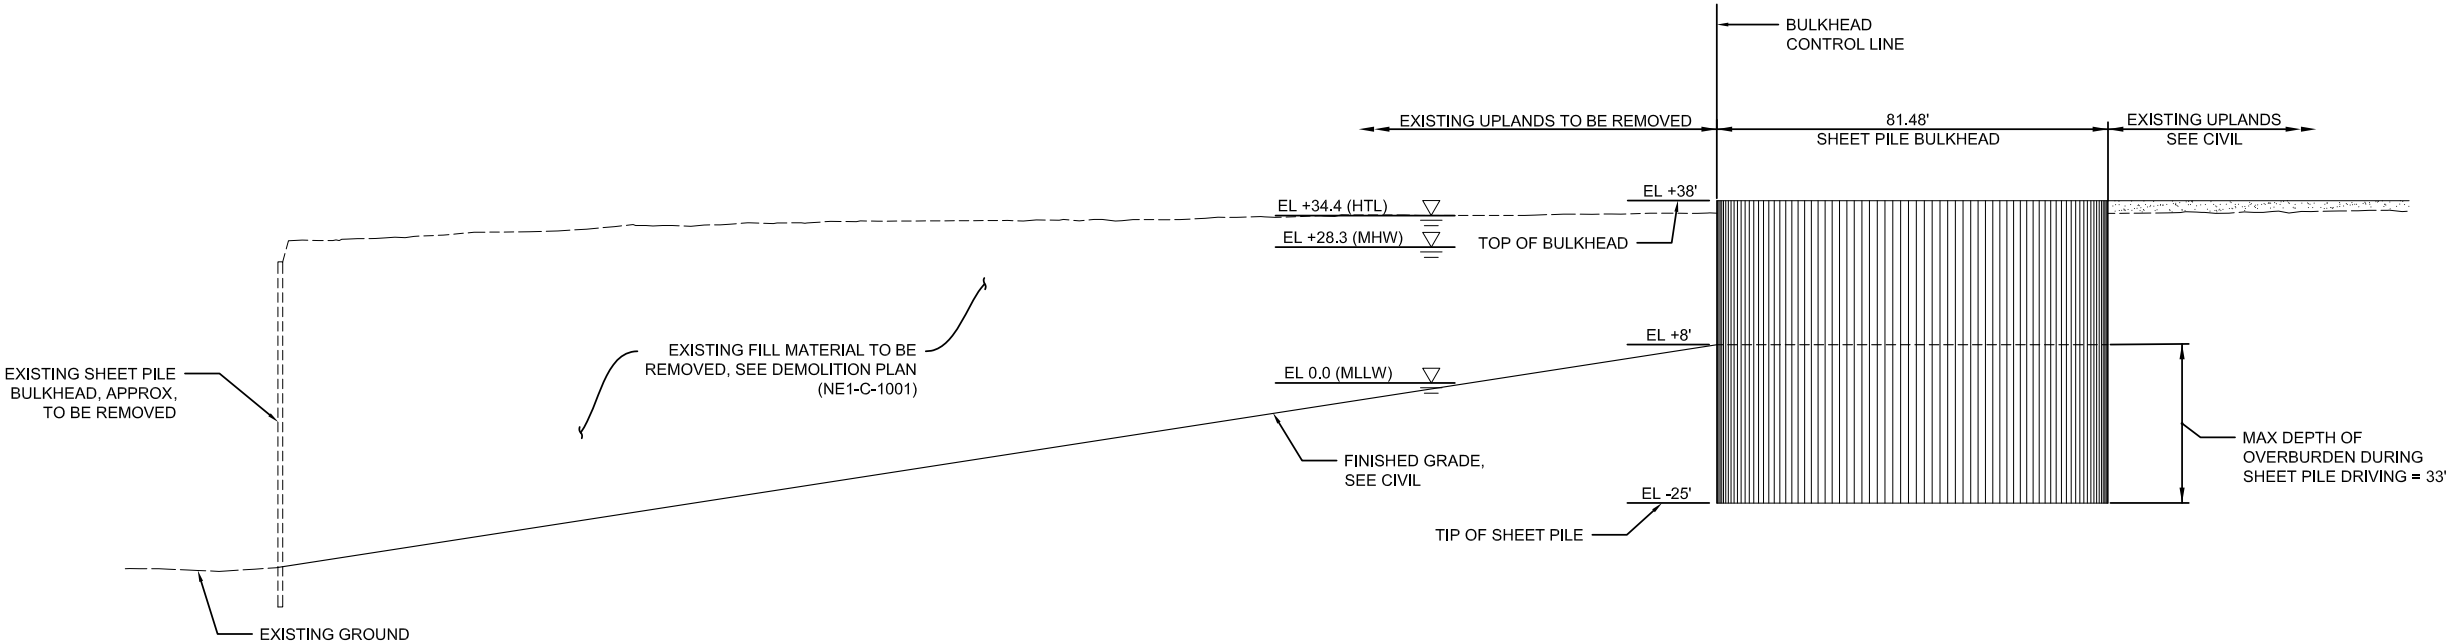 BULKHEAD
CONTROL LINE
EXISTING UPLANDS TO BE REMOVED
81.48'
SHEET PILE BULKHEAD
EXISTING UPLANDS
SEE CIVIL
EL +38'
EL +34.4 (HTL)
EL +28.3 (MHW)
TOP OF BULKHEAD
EL +8'
EXISTING FILL MATERIAL TO BE
REMOVED, SEE DEMOLITION PLAN
(NE1-C-1001)
EL 0.0 (MLLW)
EXISTING SHEET PILE
BULKHEAD, APPROX,
TO BE REMOVED
MAX DEPTH OF
OVERBURDEN DURING
SHEET PILE DRIVING = 33'
FINISHED GRADE,
SEE CIVIL
EL -25'
TIP OF SHEET PILE
EXISTING GROUND